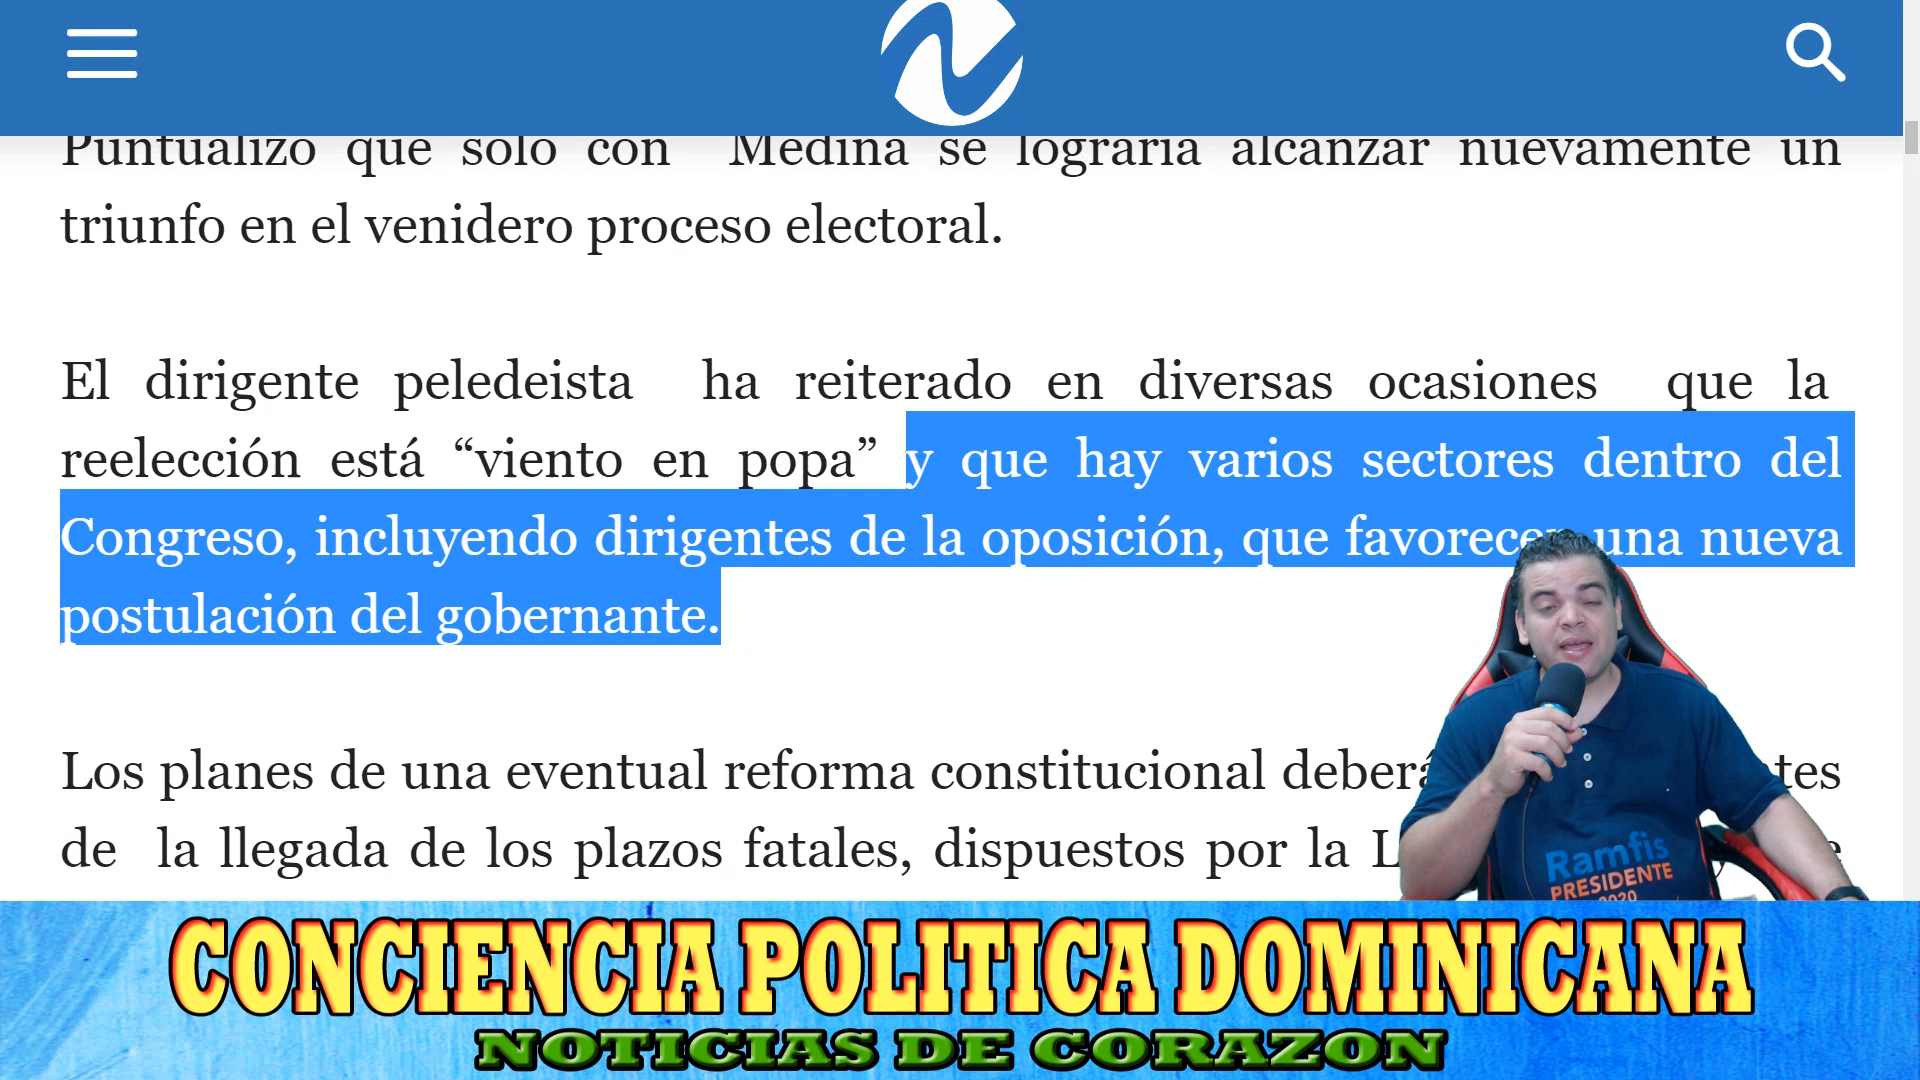 Puntualizó que solo con Medina se lograría alcanzar nuevamente un
triunfo en el venidero proceso electoral.
El dirigente peledeista ha reiterado en diversas ocasiones que la
reelección está “viento en popa” y que hay varios sectores dentro del
Congreso, incluyendo dirigentes de la oposición, que favorecen una nueva
postulación del gobernante.
Los planes de una eventual reforma constitucional
de la llegada de los plazos fatales, dispuestos por la
Ramfis
PRESIDENTE
2020
CONCIENCIA POLITICA DOMINICANA
NOTICIAS DE CORAZON